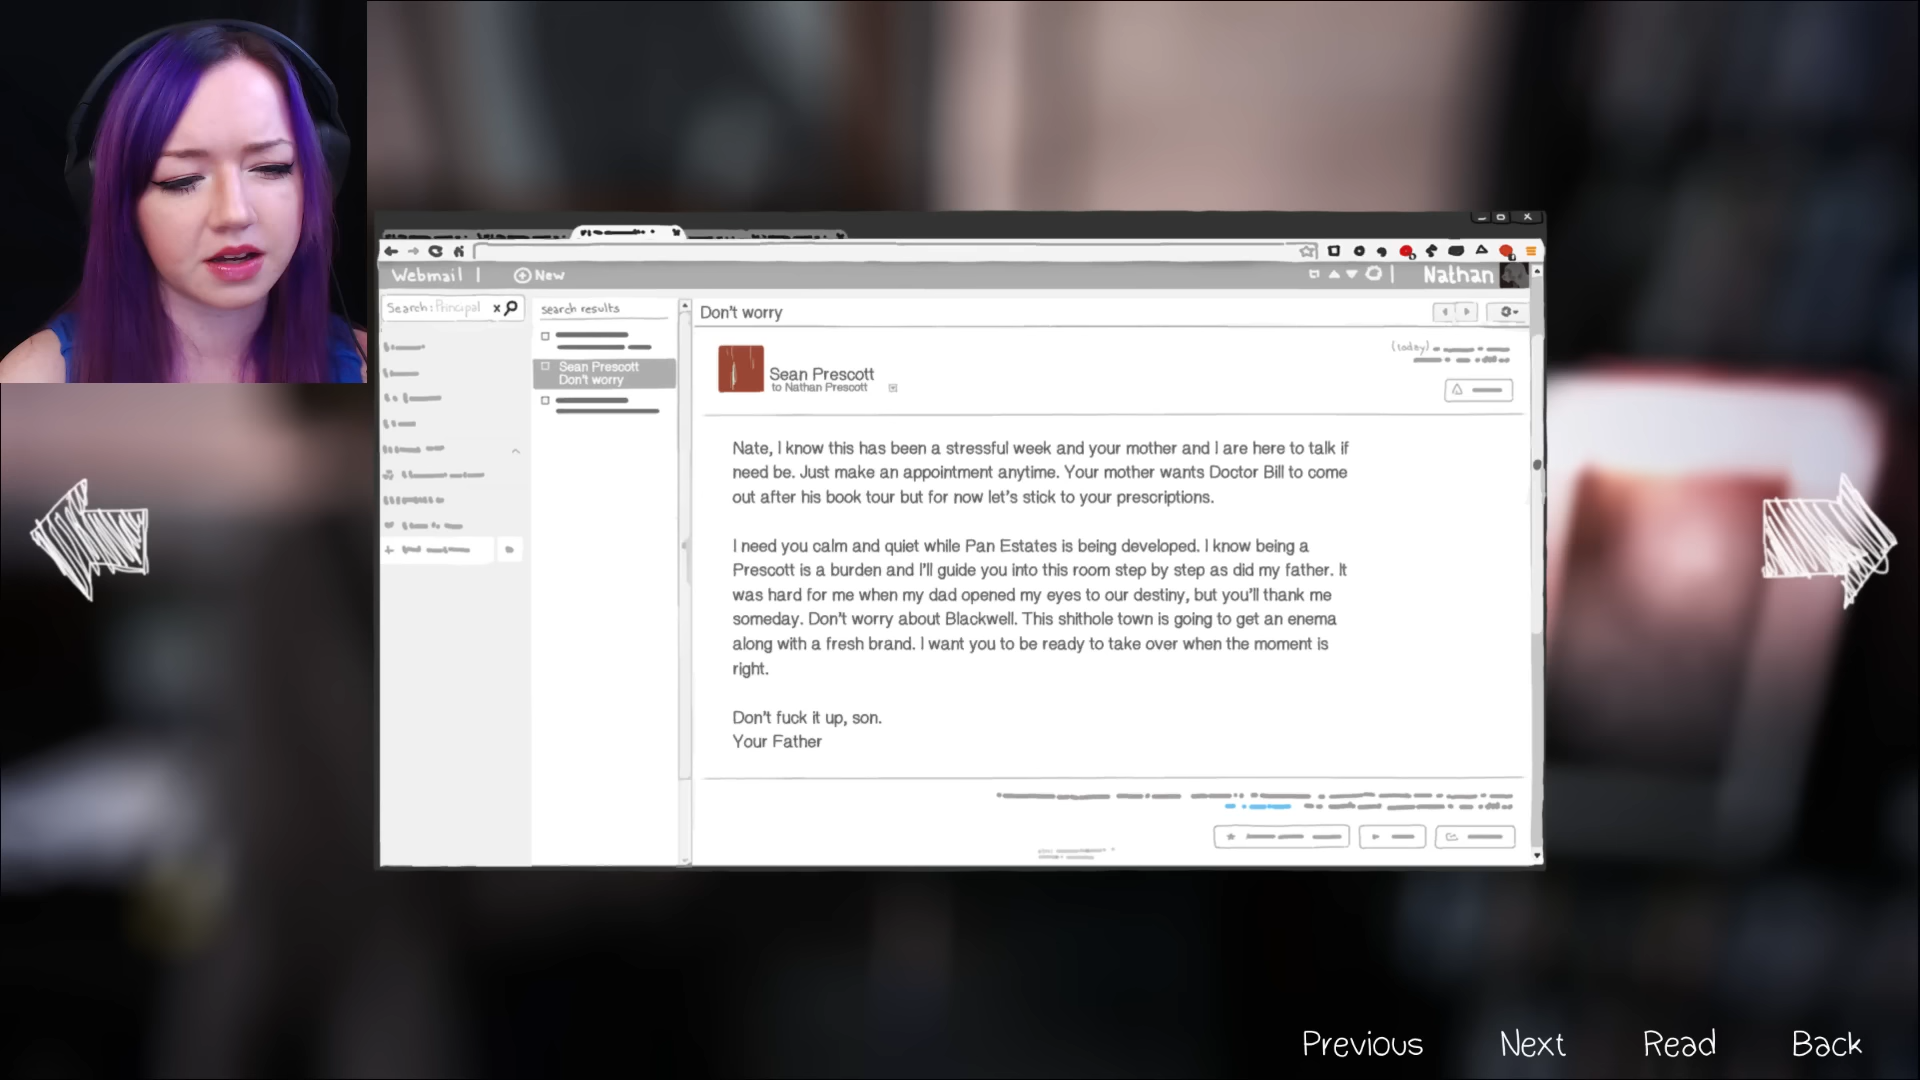 Webmail |
New
Nathan
Search: Principal x
search results
Sean Prescott
Don't worry
Don't worry
(today)
Sean Prescott
to Nathan Prescott
Nate, I know this has been a stressful week and your mother and I are here to talk if
need be. Just make an appointment anytime. Your mother wants Doctor Bill to come
out after his book tour but for now let's stick to your prescriptions.
I need you calm and quiet while Pan Estates is being developed. I know being a
Prescott is a burden and I'll guide you into this room step by step as did my father. It
was hard for me when my dad opened my eyes to our destiny, but you'll thank me
someday. Don't worry about Blackwell. This shithole town is going to get an enema
along with a fresh brand. I want you to be ready to take over when the moment is
right.
Don't fuck it up, son.
Your Father
Previous
Next
Read
Back